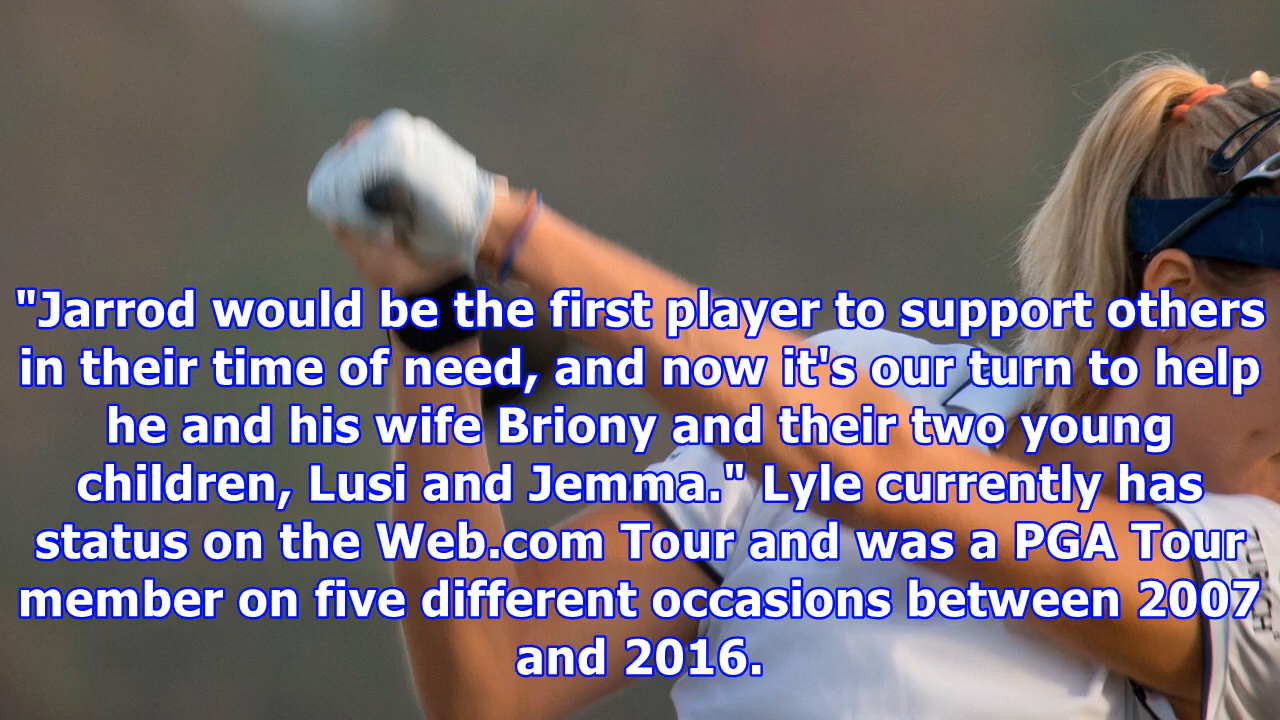 "Jarrod would be the first player to support others
in their time of need, and now it's our turn to help
he and his wife Briony and their two young
children, Lusi and Jemma." Lyle currently has
status on the Web.com Tour and was a PGA Tour
member on five different occasions between 2007
and 2016.